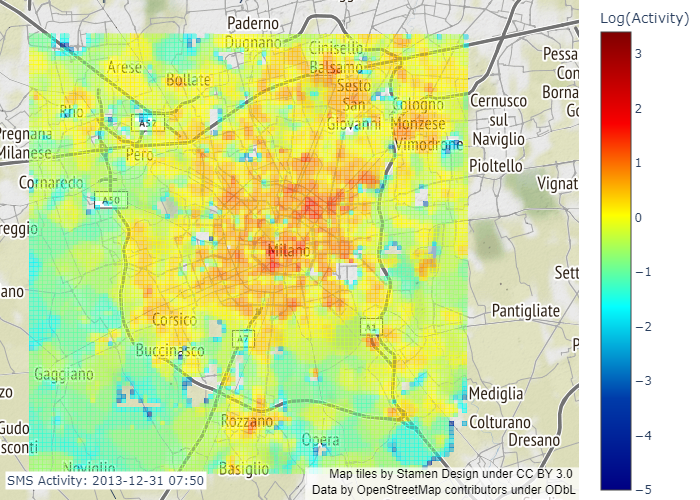 Log(Activity)
Paderno
Dugnano
Cinisello
Balsamo
Arese
Bollate
Sesto
San
Giovanni
Pessa
Con
Borna
Go
Rho
A52
Cologno
Monzese
Cernusco
sul
Naviglio
Pregnana
Milanese
Pero
Vimodrone
Pioltello
Cornaredo
A50
Vignat
reggio
Milano
Sett
ano
Pantigliate
Corsico
A7
A1
Buccinasco
P
Gaggiano
zo
Mediglia
Rozzano
Colturano
Gudo
sconti
Opera
Dresano
Noviglio
Basiglio
SMS Activity: 2013-12-31 07:50
Map tiles by Stamen Design under CC BY 3.0
Data by OpenStreetMap contributors under ODbL
3
2
1
0
−1
−2
−3
−4
−5